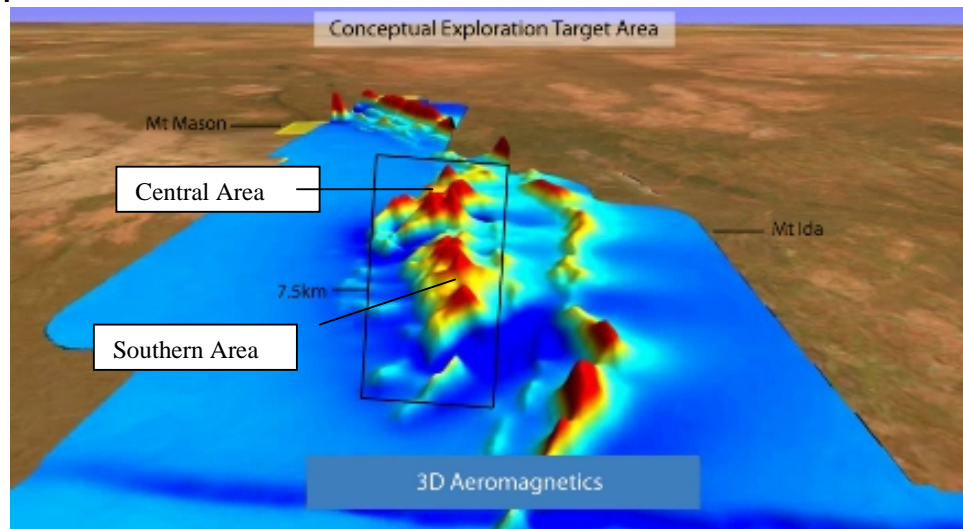 Conceptual Exploration Target Area
Mt Mason
Central Area
Mt Ida
7.5km
Southern Area
3D Aeromagnetics